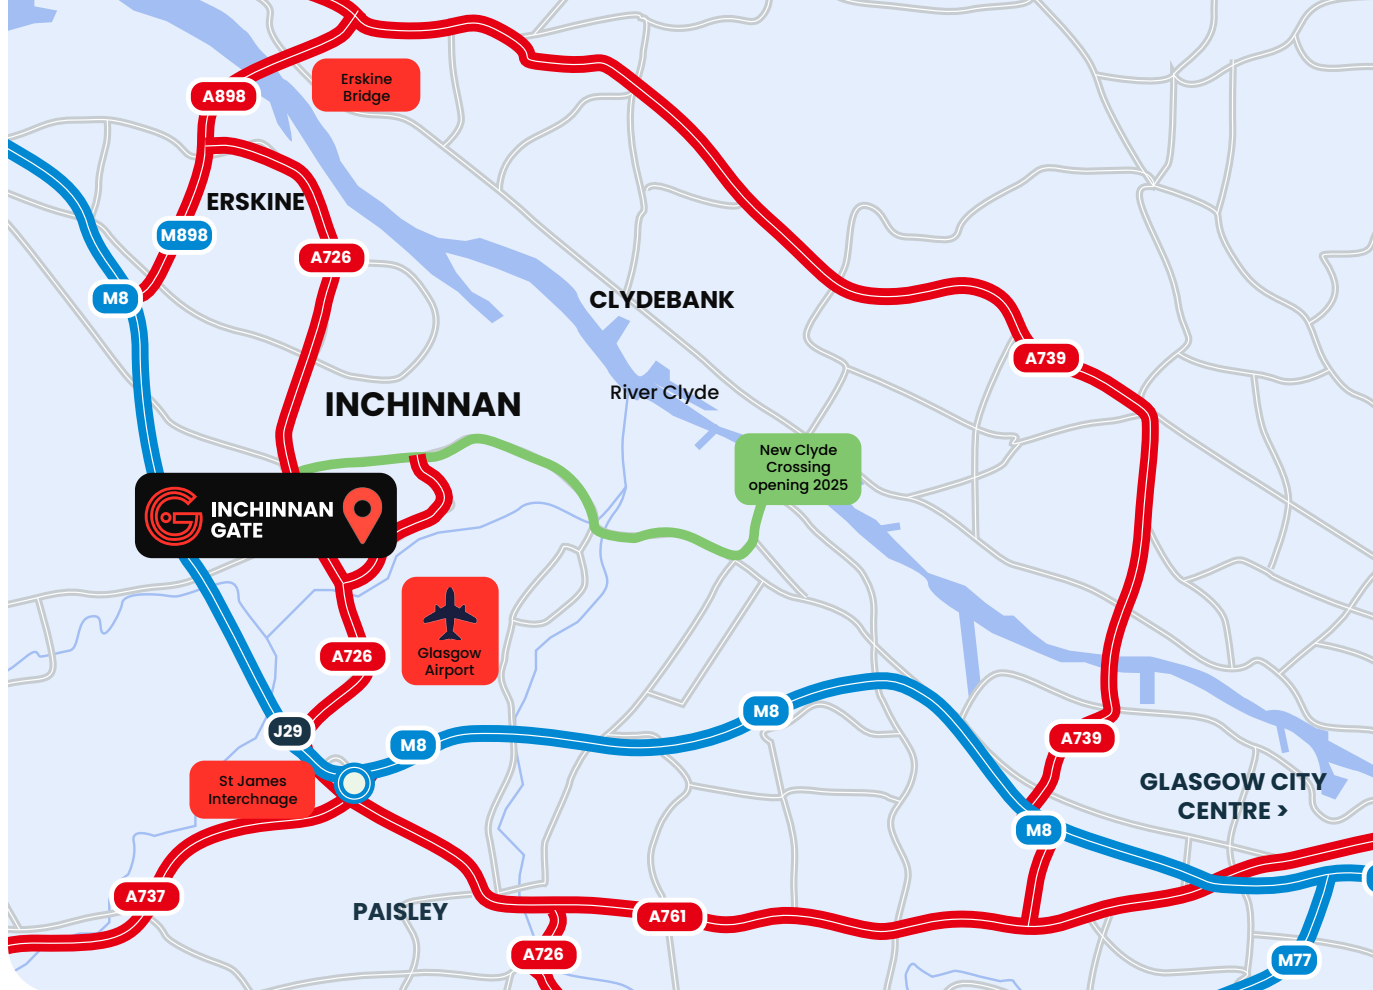 Erskine
Bridge
A898
ERSKINE
M898
A726
M8
CLYDEBANK
A739
River Clyde
INCHINNAN
New Clyde
Crossing
opening 2025
INCHINNAN
GATE
Glasgow
Airport
A726
J29
M8
M8
A739
St James
Interchnage
GLASGOW CITY
CENTRE >
M8
A737
PAISLEY
A761
A726
M77